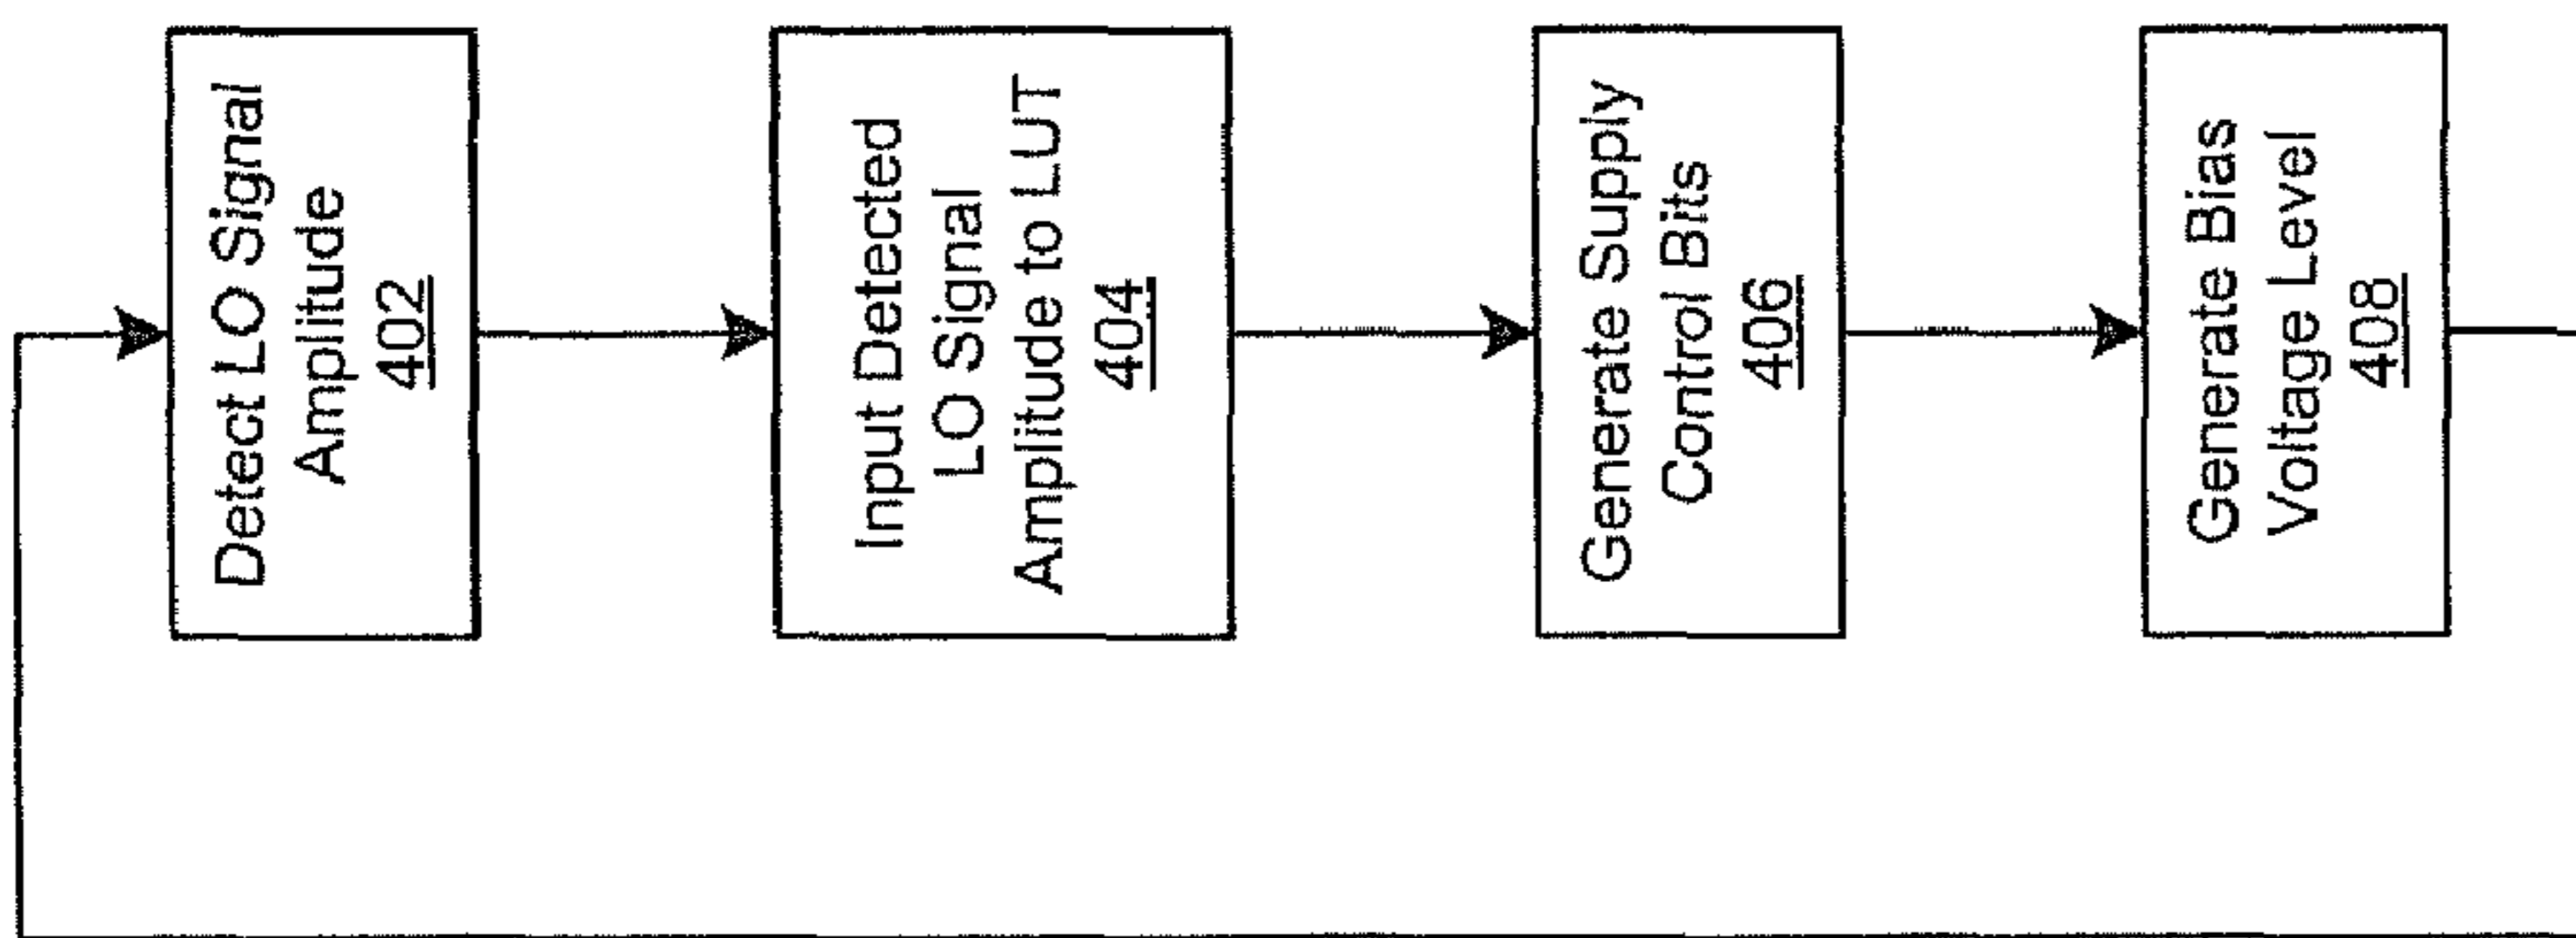 Detect LO Signal
Amplitude
402
Input Detected
LO Signal
Amplitude to LUT
404
Generate Supply
Control Bits
406
Generate Bias
Voltage Level
408